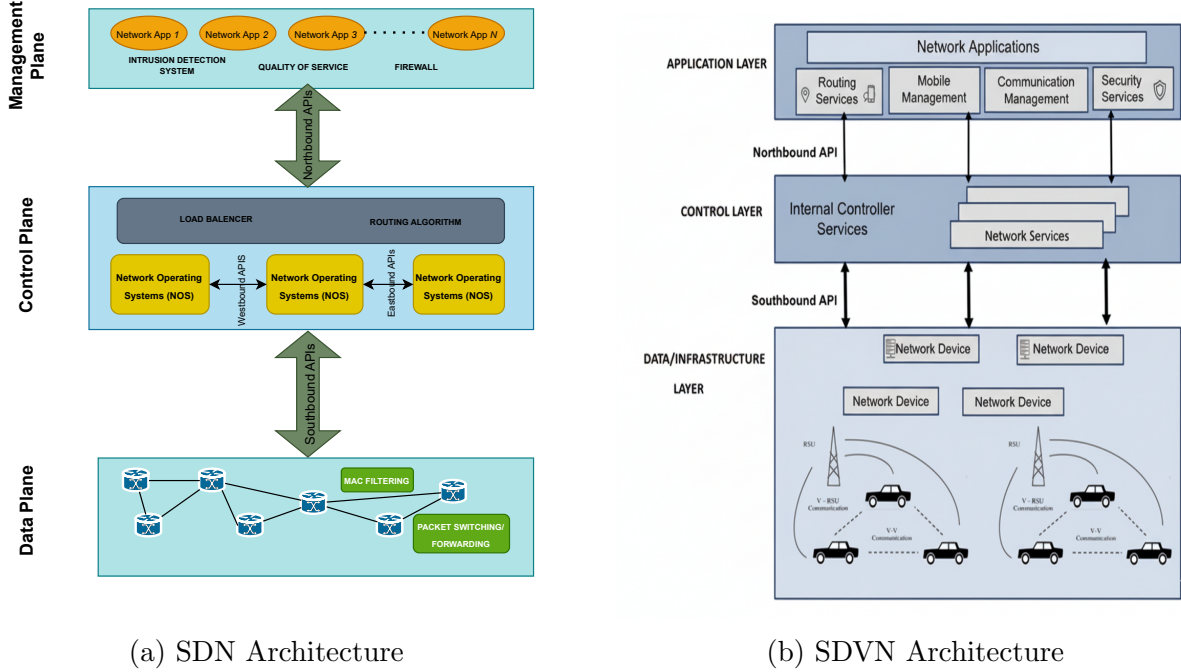 Management
Plane
Network App 1
Network App 2
Network App 3
Network App N
INTRUSION DETECTION
SYSTEM
QUALITY OF SERVICE
FIREWALL
Northbound APIs
Control Plane
LOAD BALENCER
ROUTING ALGORITHM
Network Operating
Systems (NOS)
Westbound APIS
Network Operating
Systems (NOS)
Eastbound APIs
Network Operating
Systems (NOS)
Southbound APIs
Data Plane
MAC FILTERING
PACKET SWITCHING/
FORWARDING
(a) SDN Architecture
APPLICATION LAYER
Network Applications
Routing
Services
Mobile
Management
Communication
Management
Security
Services
Northbound API
CONTROL LAYER
Internal Controller
Services
Network Services
Southbound API
DATA/INFRASTRUCTURE
LAYER
Network Device
Network Device
Network Device
Network Device
RSU
V - RSU
Communication
V-V
Communication
RSU
V - RSU
Communication
V-V
Communication
(b) SDVN Architecture